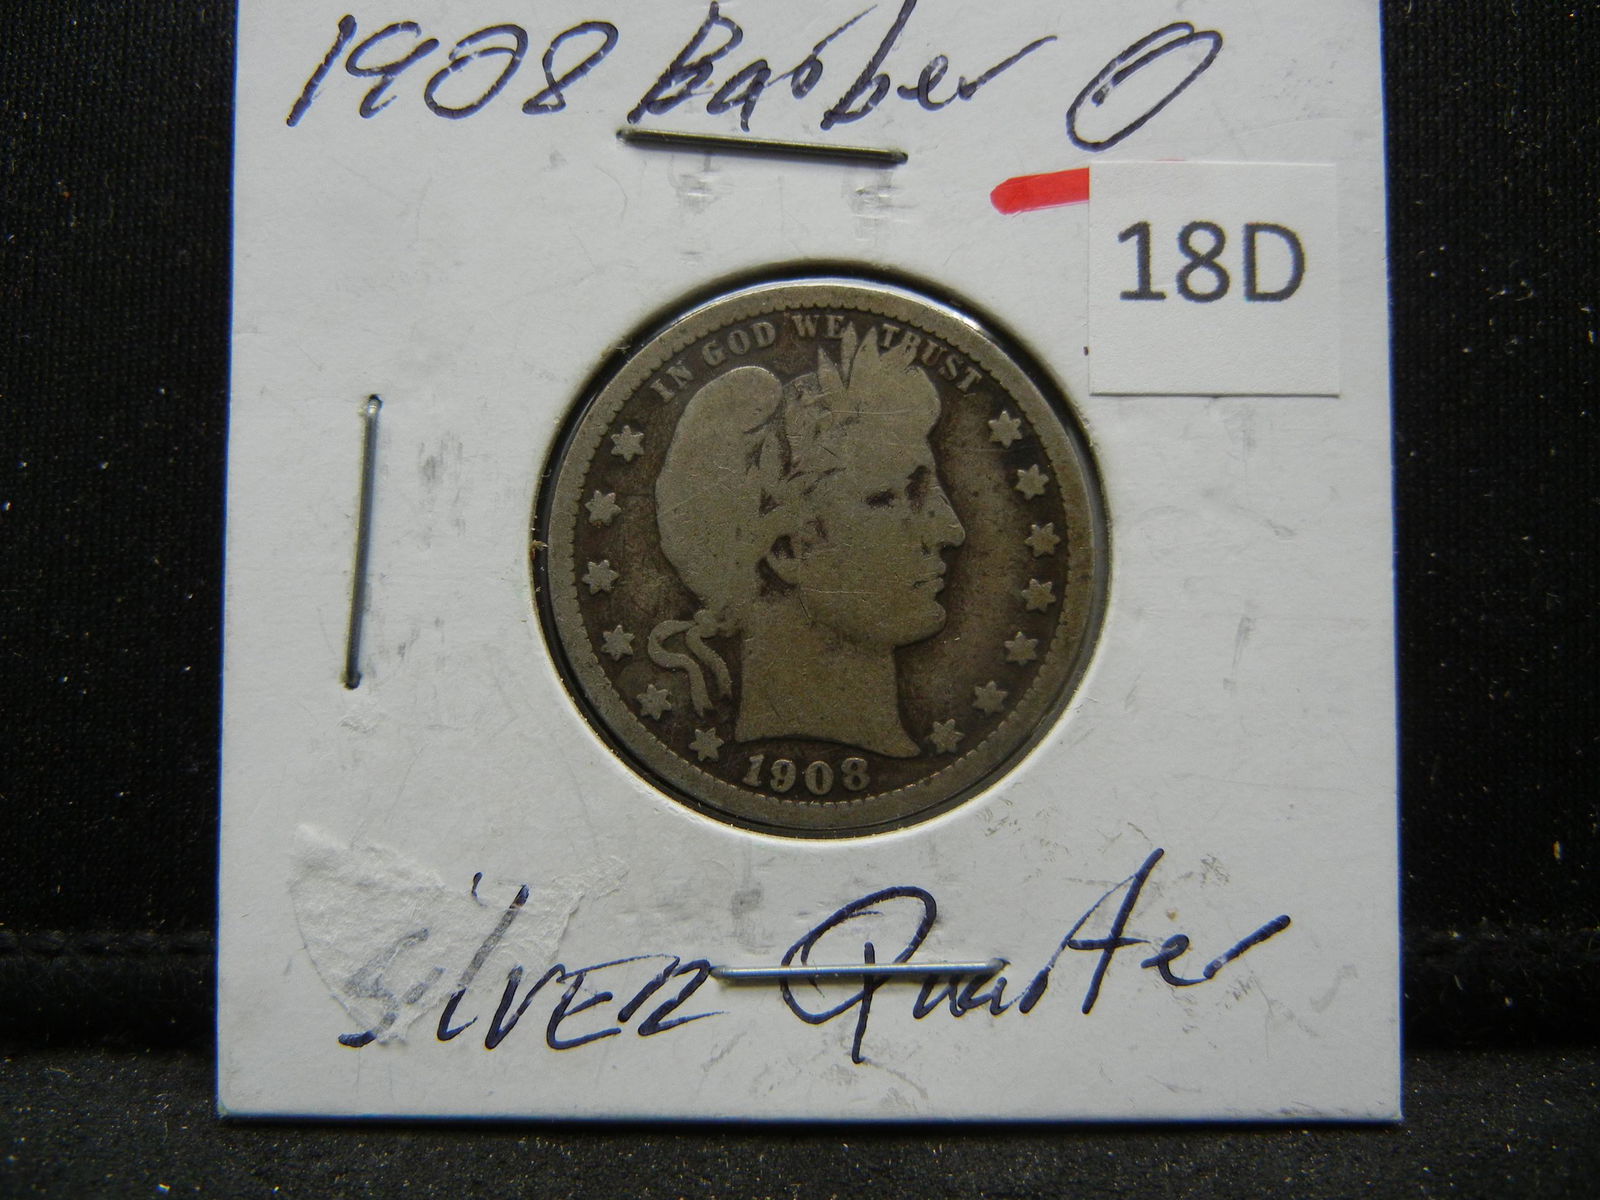 1908 Barber O
18D
IN GOD WE TRUST
1908
SilVER Quarter